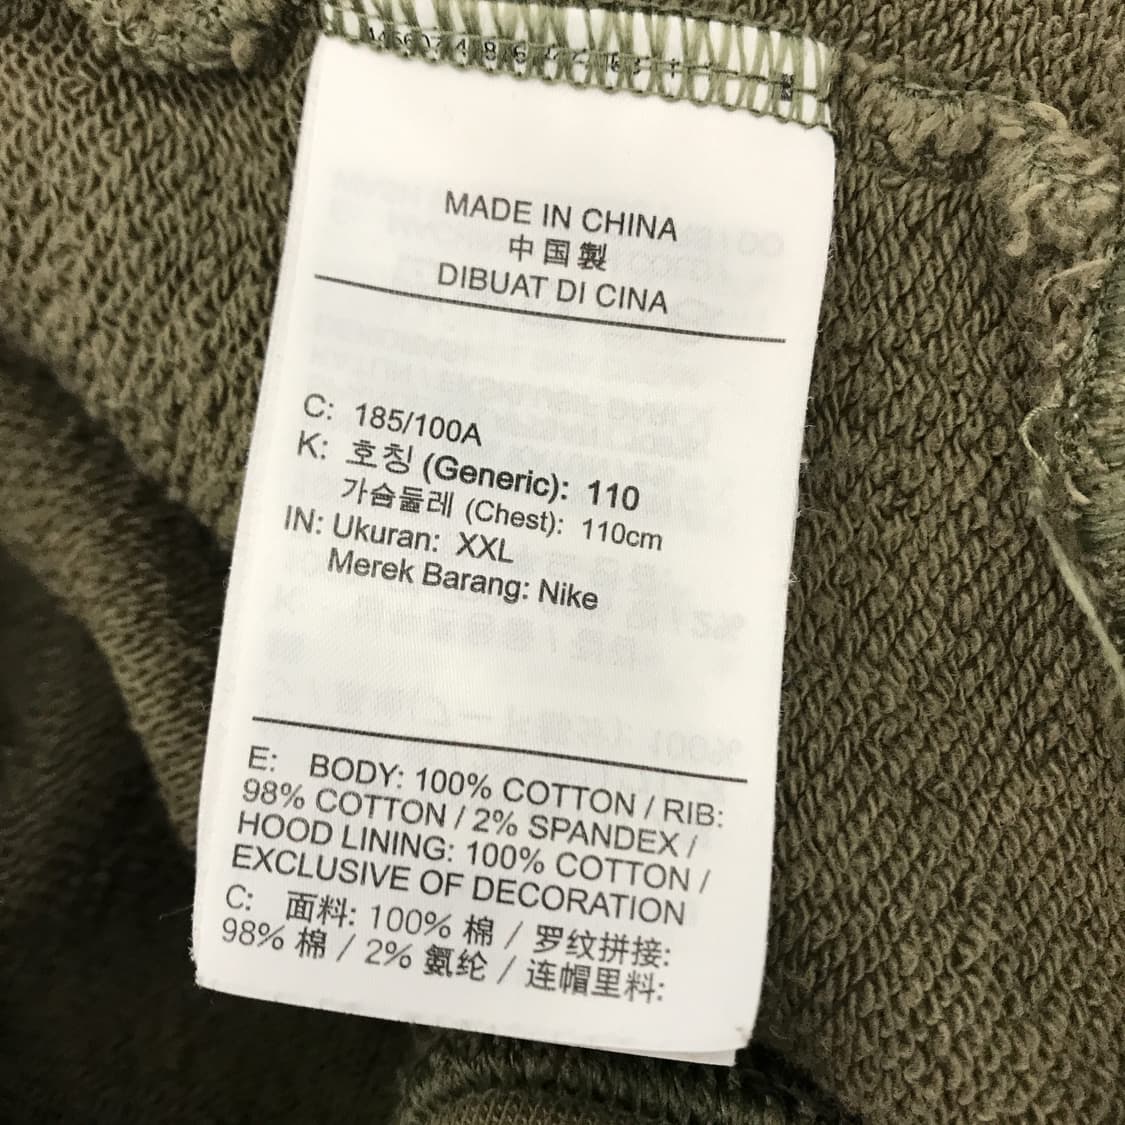 MADE IN CHINA
中国製
DIBUAT DI CINA
C: 185/100A
K: 호칭 (Generic): 110
가슴둘레 (Chest): 110cm
IN: Ukuran: XXL
Merek Barang: Nike
E: BODY: 100% COTTON / RIB:
98% COTTON / 2% SPANDEX /
HOOD LINING: 100% COTTON /
EXCLUSIVE OF DECORATION
C: 面料: 100% 棉 / 罗纹拼接:
98% 棉 / 2% 氨纶 / 连帽里料: